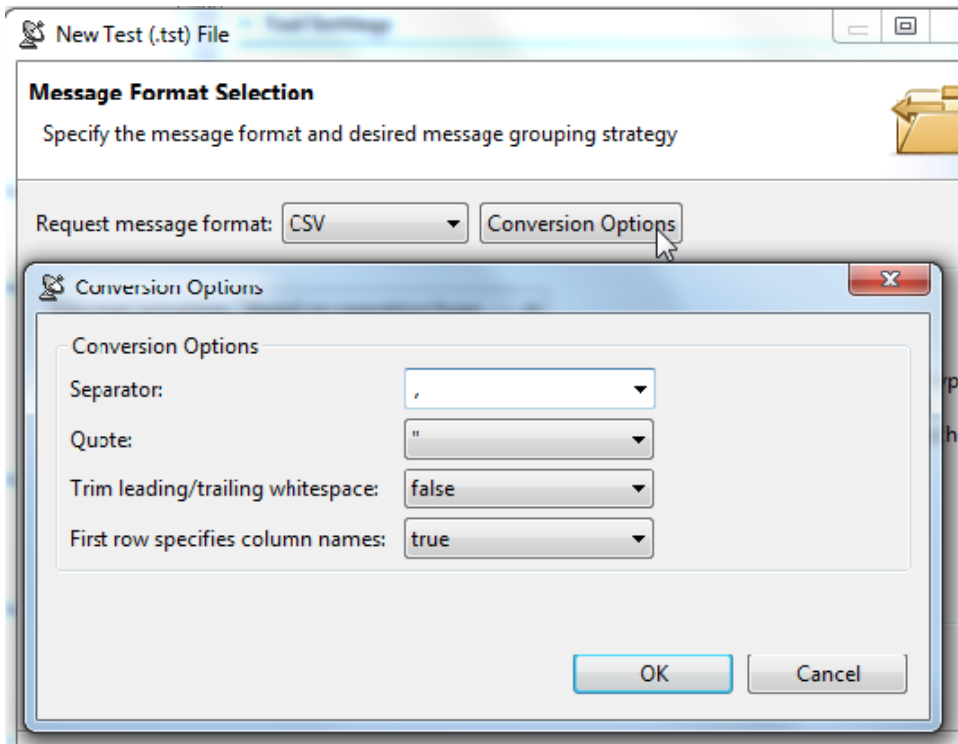 New Test (.tst) File
Message Format Selection
Specify the message format and desired message grouping strategy
Request message format: CSV Conversion Options
Conversion Options
Conversion Options
Separator: ,
Quote: "
Trim leading/trailing whitespace: false
First row specifies column names: true
OK Cancel